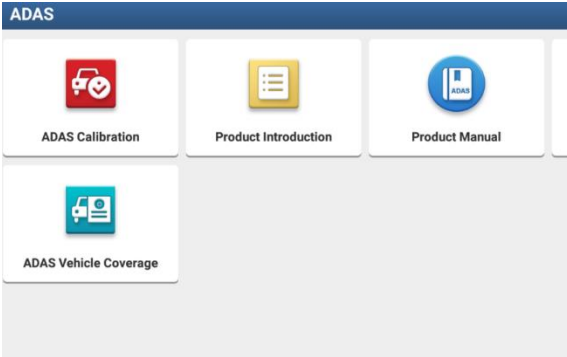 ADAS
ADAS Calibration
Product Introduction
Product Manual
ADAS
ADAS Vehicle Coverage